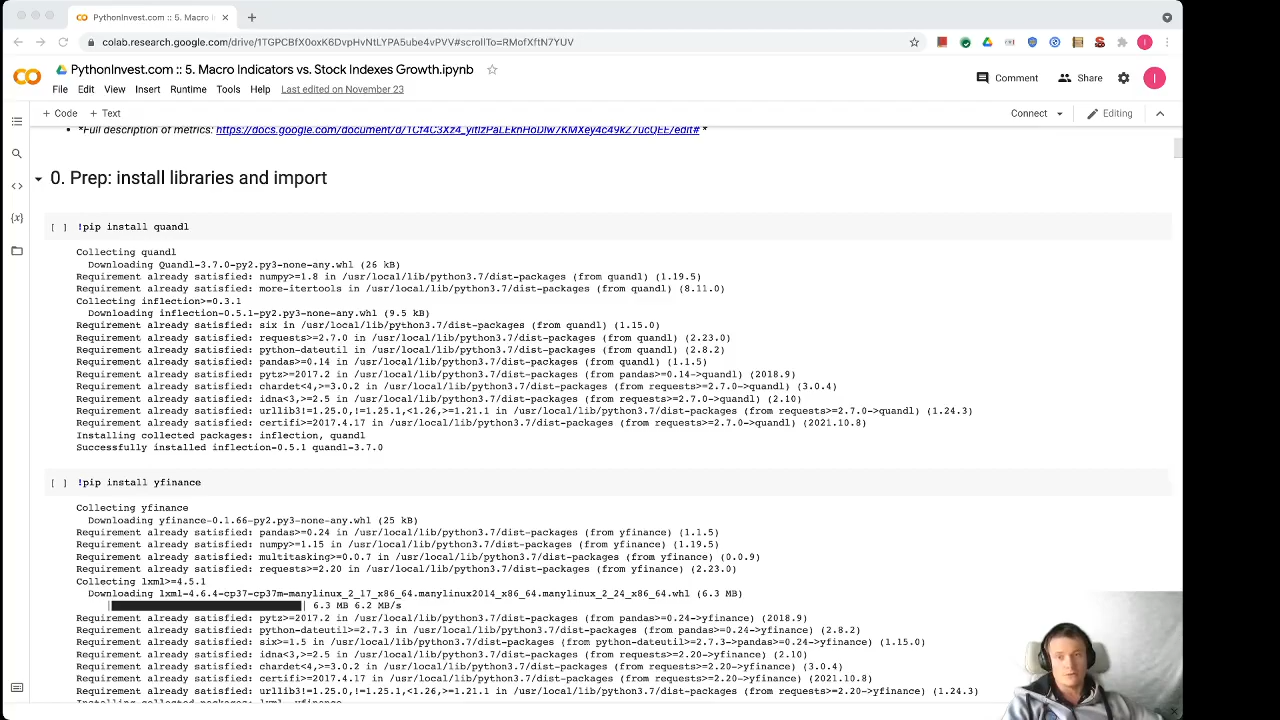 PythonInvest.com :: 5. Macro I
colab.research.google.com/drive/1TGPCBfX0oxK6DvpHvNtLYPA5ube4vPVV#scrollTo=RMofXftN7YUV
PythonInvest.com :: 5. Macro Indicators vs. Stock Indexes Growth.ipynb
Comment
Share
I
File Edit View Insert Runtime Tools Help Last edited on November 23
+ Code + Text
Connect
Editing
*Full description of metrics: *
0. Prep: install libraries and import
[ ] !pip install quandl
Collecting quandl
Downloading Quandl-3.7.0-py2.py3-none-any.whl (26 kB)
Requirement already satisfied: numpy>=1.8 in /usr/local/lib/python3.7/dist-packages (from quandl) (1.19.5)
Requirement already satisfied: more-itertools in /usr/local/lib/python3.7/dist-packages (from quandl) (8.11.0)
Collecting inflection>=0.3.1
Downloading inflection-0.5.1-py2.py3-none-any.whl (9.5 kB)
Requirement already satisfied: six in /usr/local/lib/python3.7/dist-packages (from quandl) (1.15.0)
Requirement already satisfied: requests>=2.7.0 in /usr/local/lib/python3.7/dist-packages (from quandl) (2.23.0)
Requirement already satisfied: python-dateutil in /usr/local/lib/python3.7/dist-packages (from quandl) (2.8.2)
Requirement already satisfied: pandas>=0.14 in /usr/local/lib/python3.7/dist-packages (from quandl) (1.1.5)
Requirement already satisfied: pytz>=2017.2 in /usr/local/lib/python3.7/dist-packages (from pandas>=0.14->quandl) (2018.9)
Requirement already satisfied: chardet<4,>=3.0.2 in /usr/local/lib/python3.7/dist-packages (from requests>=2.7.0->quandl) (3.0.4)
Requirement already satisfied: idna<3,>=2.5 in /usr/local/lib/python3.7/dist-packages (from requests>=2.7.0->quandl) (2.10)
Requirement already satisfied: urllib3!=1.25.0,!=1.25.1,<1.26,>=1.21.1 in /usr/local/lib/python3.7/dist-packages (from requests>=2.7.0->quandl) (1.24.3)
Requirement already satisfied: certifi>=2017.4.17 in /usr/local/lib/python3.7/dist-packages (from requests>=2.7.0->quandl) (2021.10.8)
Installing collected packages: inflection, quandl
Successfully installed inflection-0.5.1 quandl-3.7.0
[ ] !pip install yfinance
Collecting yfinance
Downloading yfinance-0.1.66-py2.py3-none-any.whl (25 kB)
Requirement already satisfied: pandas>=0.24 in /usr/local/lib/python3.7/dist-packages (from yfinance) (1.1.5)
Requirement already satisfied: numpy>=1.15 in /usr/local/lib/python3.7/dist-packages (from yfinance) (1.19.5)
Requirement already satisfied: multitasking>=0.0.7 in /usr/local/lib/python3.7/dist-packages (from yfinance) (0.0.9)
Requirement already satisfied: requests>=2.20 in /usr/local/lib/python3.7/dist-packages (from yfinance) (2.23.0)
Collecting lxml>=4.5.1
Downloading lxml-4.6.4-cp37-cp37m-manylinux_2_17_x86_64.manylinux2014_x86_64.manylinux_2_24_x86_64.whl (6.3 MB)
6.3 MB 6.2 MB/s
Requirement already satisfied: pytz>=2017.2 in /usr/local/lib/python3.7/dist-packages (from pandas>=0.24->yfinance) (2018.9)
Requirement already satisfied: python-dateutil>=2.7.3 in /usr/local/lib/python3.7/dist-packages (from pandas>=0.24->yfinance) (2.8.2)
Requirement already satisfied: six>=1.5 in /usr/local/lib/python3.7/dist-packages (from python-dateutil>=2.7.3->pandas>=0.24->yfinance) (1.15.0)
Requirement already satisfied: idna<3,>=2.5 in /usr/local/lib/python3.7/dist-packages (from requests>=2.20->yfinance) (2.10)
Requirement already satisfied: chardet<4,>=3.0.2 in /usr/local/lib/python3.7/dist-packages (from requests>=2.20->yfinance) (3.0.4)
Requirement already satisfied: certifi>=2017.4.17 in /usr/local/lib/python3.7/dist-packages (from requests>=2.20->yfinance) (2021.10.8)
Requirement already satisfied: urllib3!=1.25.0,!=1.25.1,<1.26,>=1.21.1 in /usr/local/lib/python3.7/dist-packages (from requests>=2.20->yfinance) (1.24.3)
Installing collected packages: lxml, yfinance